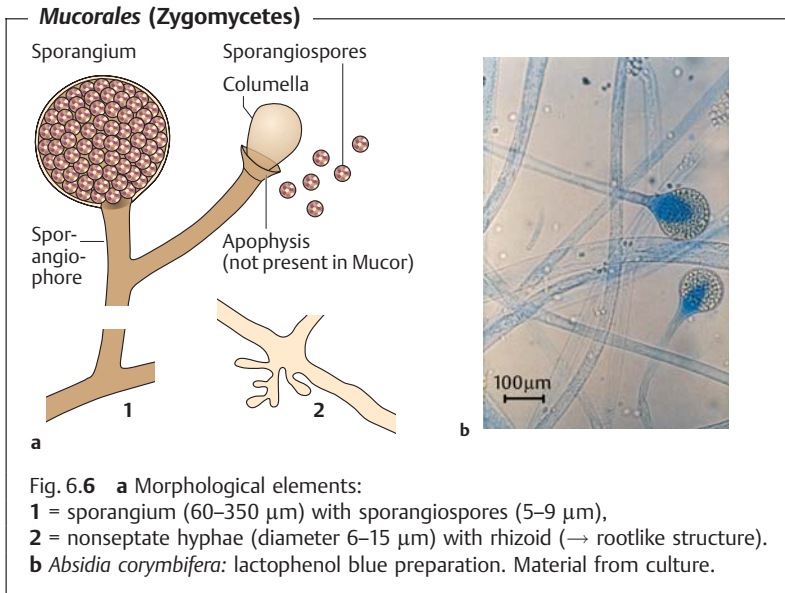 Mucorales (Zygomycetes)
Sporangium
Sporangiospores
Columella
Spor-
angio-
phore
Apophysis
(not present in Mucor)
1
2
a
100μm
b
Fig. 6.6 a Morphological elements:
1 = sporangium (60–350 μm) with sporangiospores (5–9 μm),
2 = nonseptate hyphae (diameter 6–15 μm) with rhizoid (→ rootlike structure).
b Absidia corymbifera: lactophenol blue preparation. Material from culture.